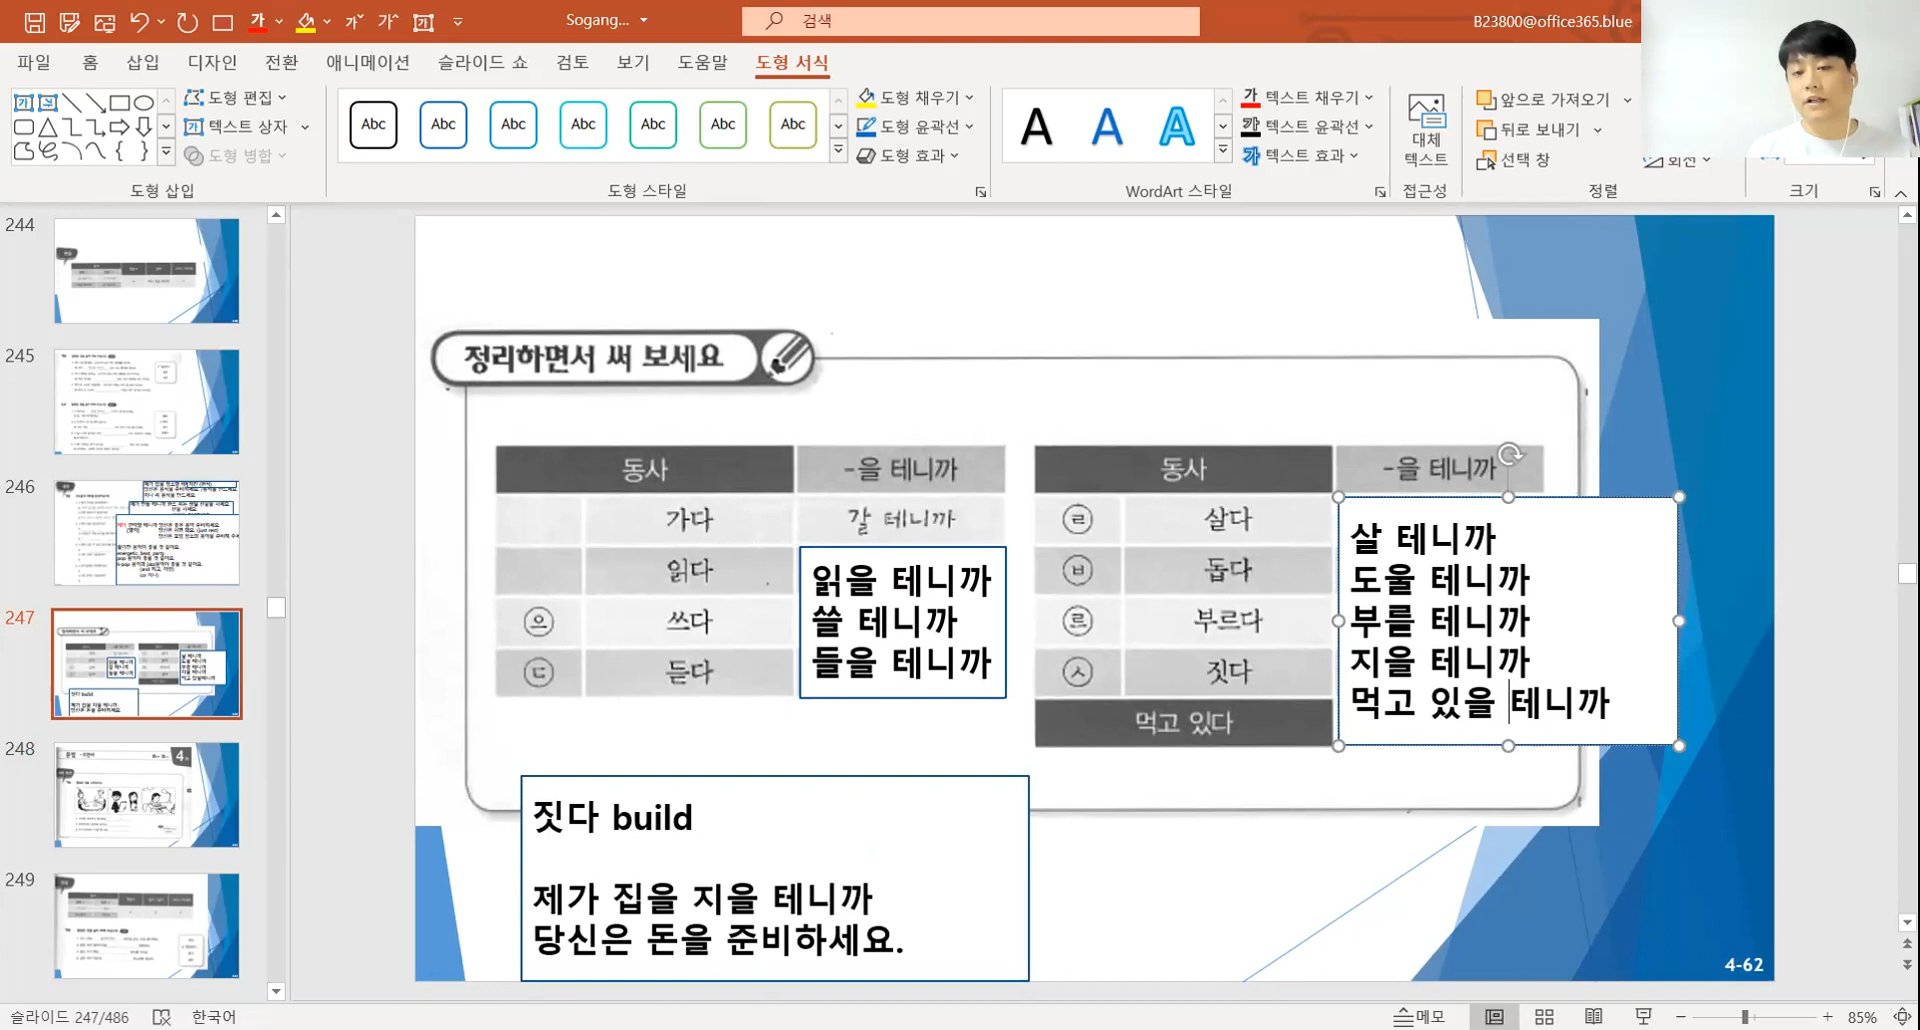 가
가ˇ
가ˆ
Sogang...
검색
B23800@office365.blue
파일 홈 삽입 디자인 전환 애니메이션 슬라이드 쇼 검토 보기 도움말 도형 서식
도형 편집
텍스트 상자
도형 병합
도형 삽입
Abc Abc Abc Abc Abc Abc Abc
도형 채우기
도형 윤곽선
도형 효과
도형 스타일
A A A
텍스트 채우기
텍스트 윤곽선
텍스트 효과
WordArt 스타일
대체
텍스트
접근성
앞으로 가져오기
뒤로 보내기
선택 창
회전
정렬
크기
244
245
246
247
248
249
정리하면서 써 보세요
동사 -을 테니까
가다 갈 테니까
읽다 읽을 테니까
으 쓰다 쓸 테니까
ㄷ 듣다 들을 테니까
동사 -을 테니까
ㄹ 살다 살 테니까
ㅂ 돕다 도울 테니까
르 부르다 부를 테니까
ㅅ 짓다 지을 테니까
먹고 있다 먹고 있을 테니까
짓다 build
제가 집을 지을 테니까
당신은 돈을 준비하세요.
4-62
슬라이드 247/486 한국어
메모
85%